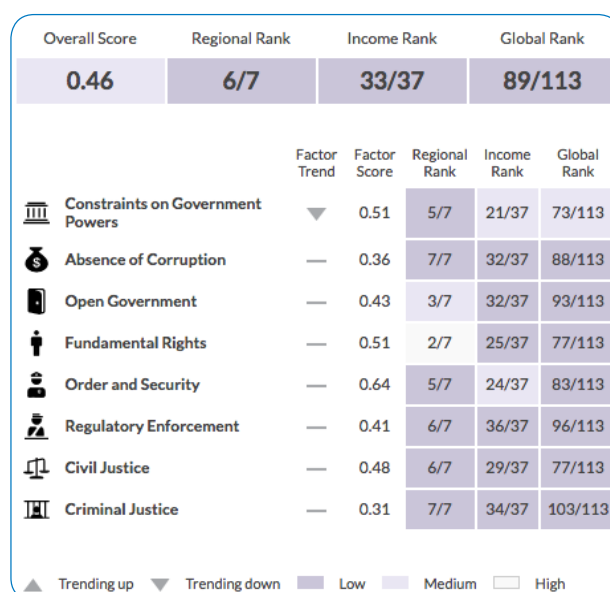 Overall Score Regional Rank Income Rank Global Rank
0.46 6/7 33/37 89/113
Factor Trend Factor Score Regional Rank Income Rank Global Rank
Constraints on Government Powers 0.51 5/7 21/37 73/113
Absence of Corruption 0.36 7/7 32/37 88/113
Open Government 0.43 3/7 32/37 93/113
Fundamental Rights 0.51 2/7 25/37 77/113
Order and Security 0.64 5/7 24/37 83/113
Regulatory Enforcement 0.41 6/7 36/37 96/113
Civil Justice 0.48 6/7 29/37 77/113
Criminal Justice 0.31 7/7 34/37 103/113
Trending up Trending down Low Medium High